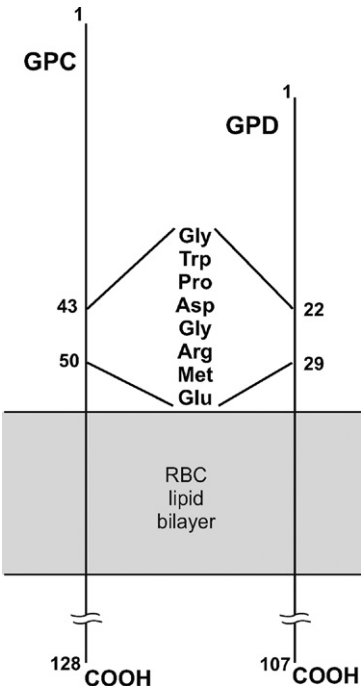 1
GPC
1
GPD
Gly
Trp
Pro
Asp
Gly
Arg
Met
Glu
43
22
50
29
RBC
lipid
bilayer
128 COOH
107 COOH